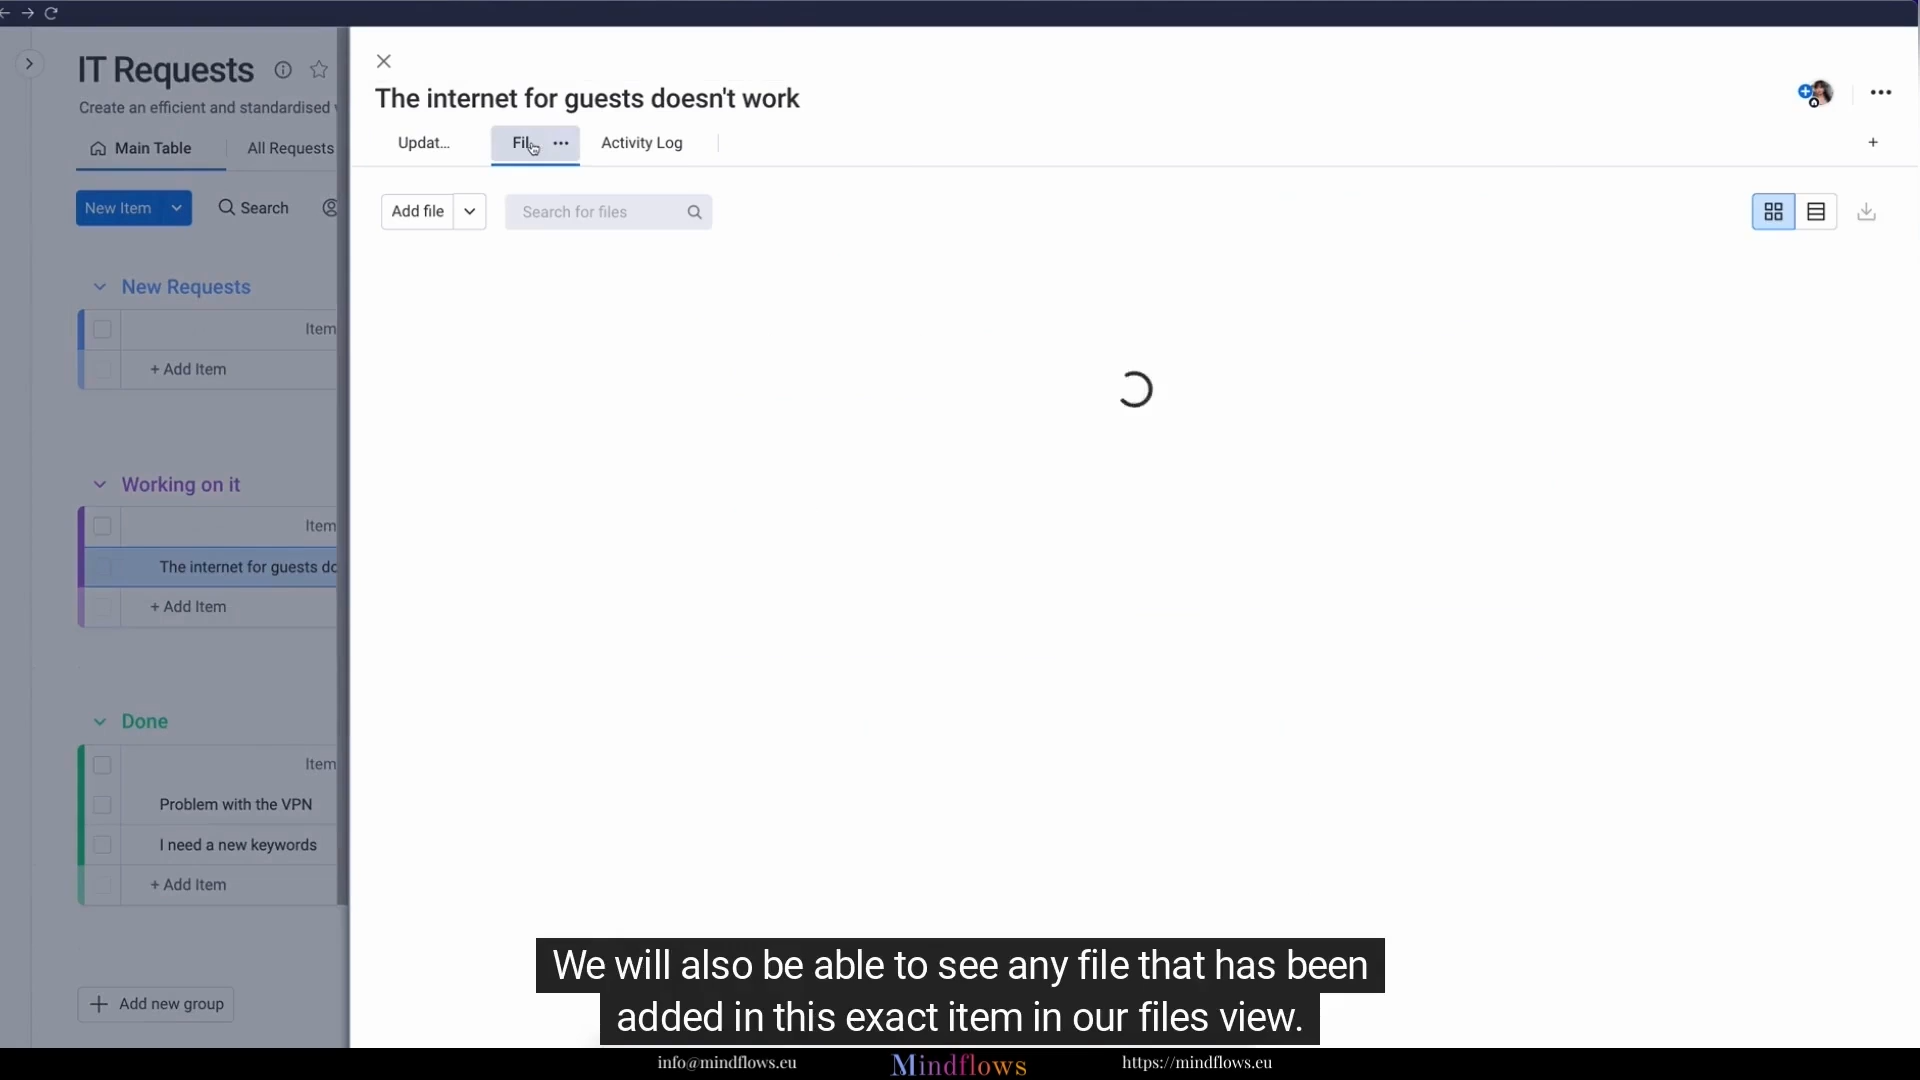 IT Requests
Create an efficient and standardised
Main Table
All Requests
New Item
Search
New Requests
Item
+ Add Item
Working on it
Item
The internet for guests do
+ Add Item
Done
Item
Problem with the VPN
I need a new keywords
+ Add Item
Add new group
The internet for guests doesn't work
Updat...
Fil
Activity Log
Add file
Search for files
We will also be able to see any file that has been
added in this exact item in our files view.
info@mindflows.eu
Mindflows
https://mindflows.eu